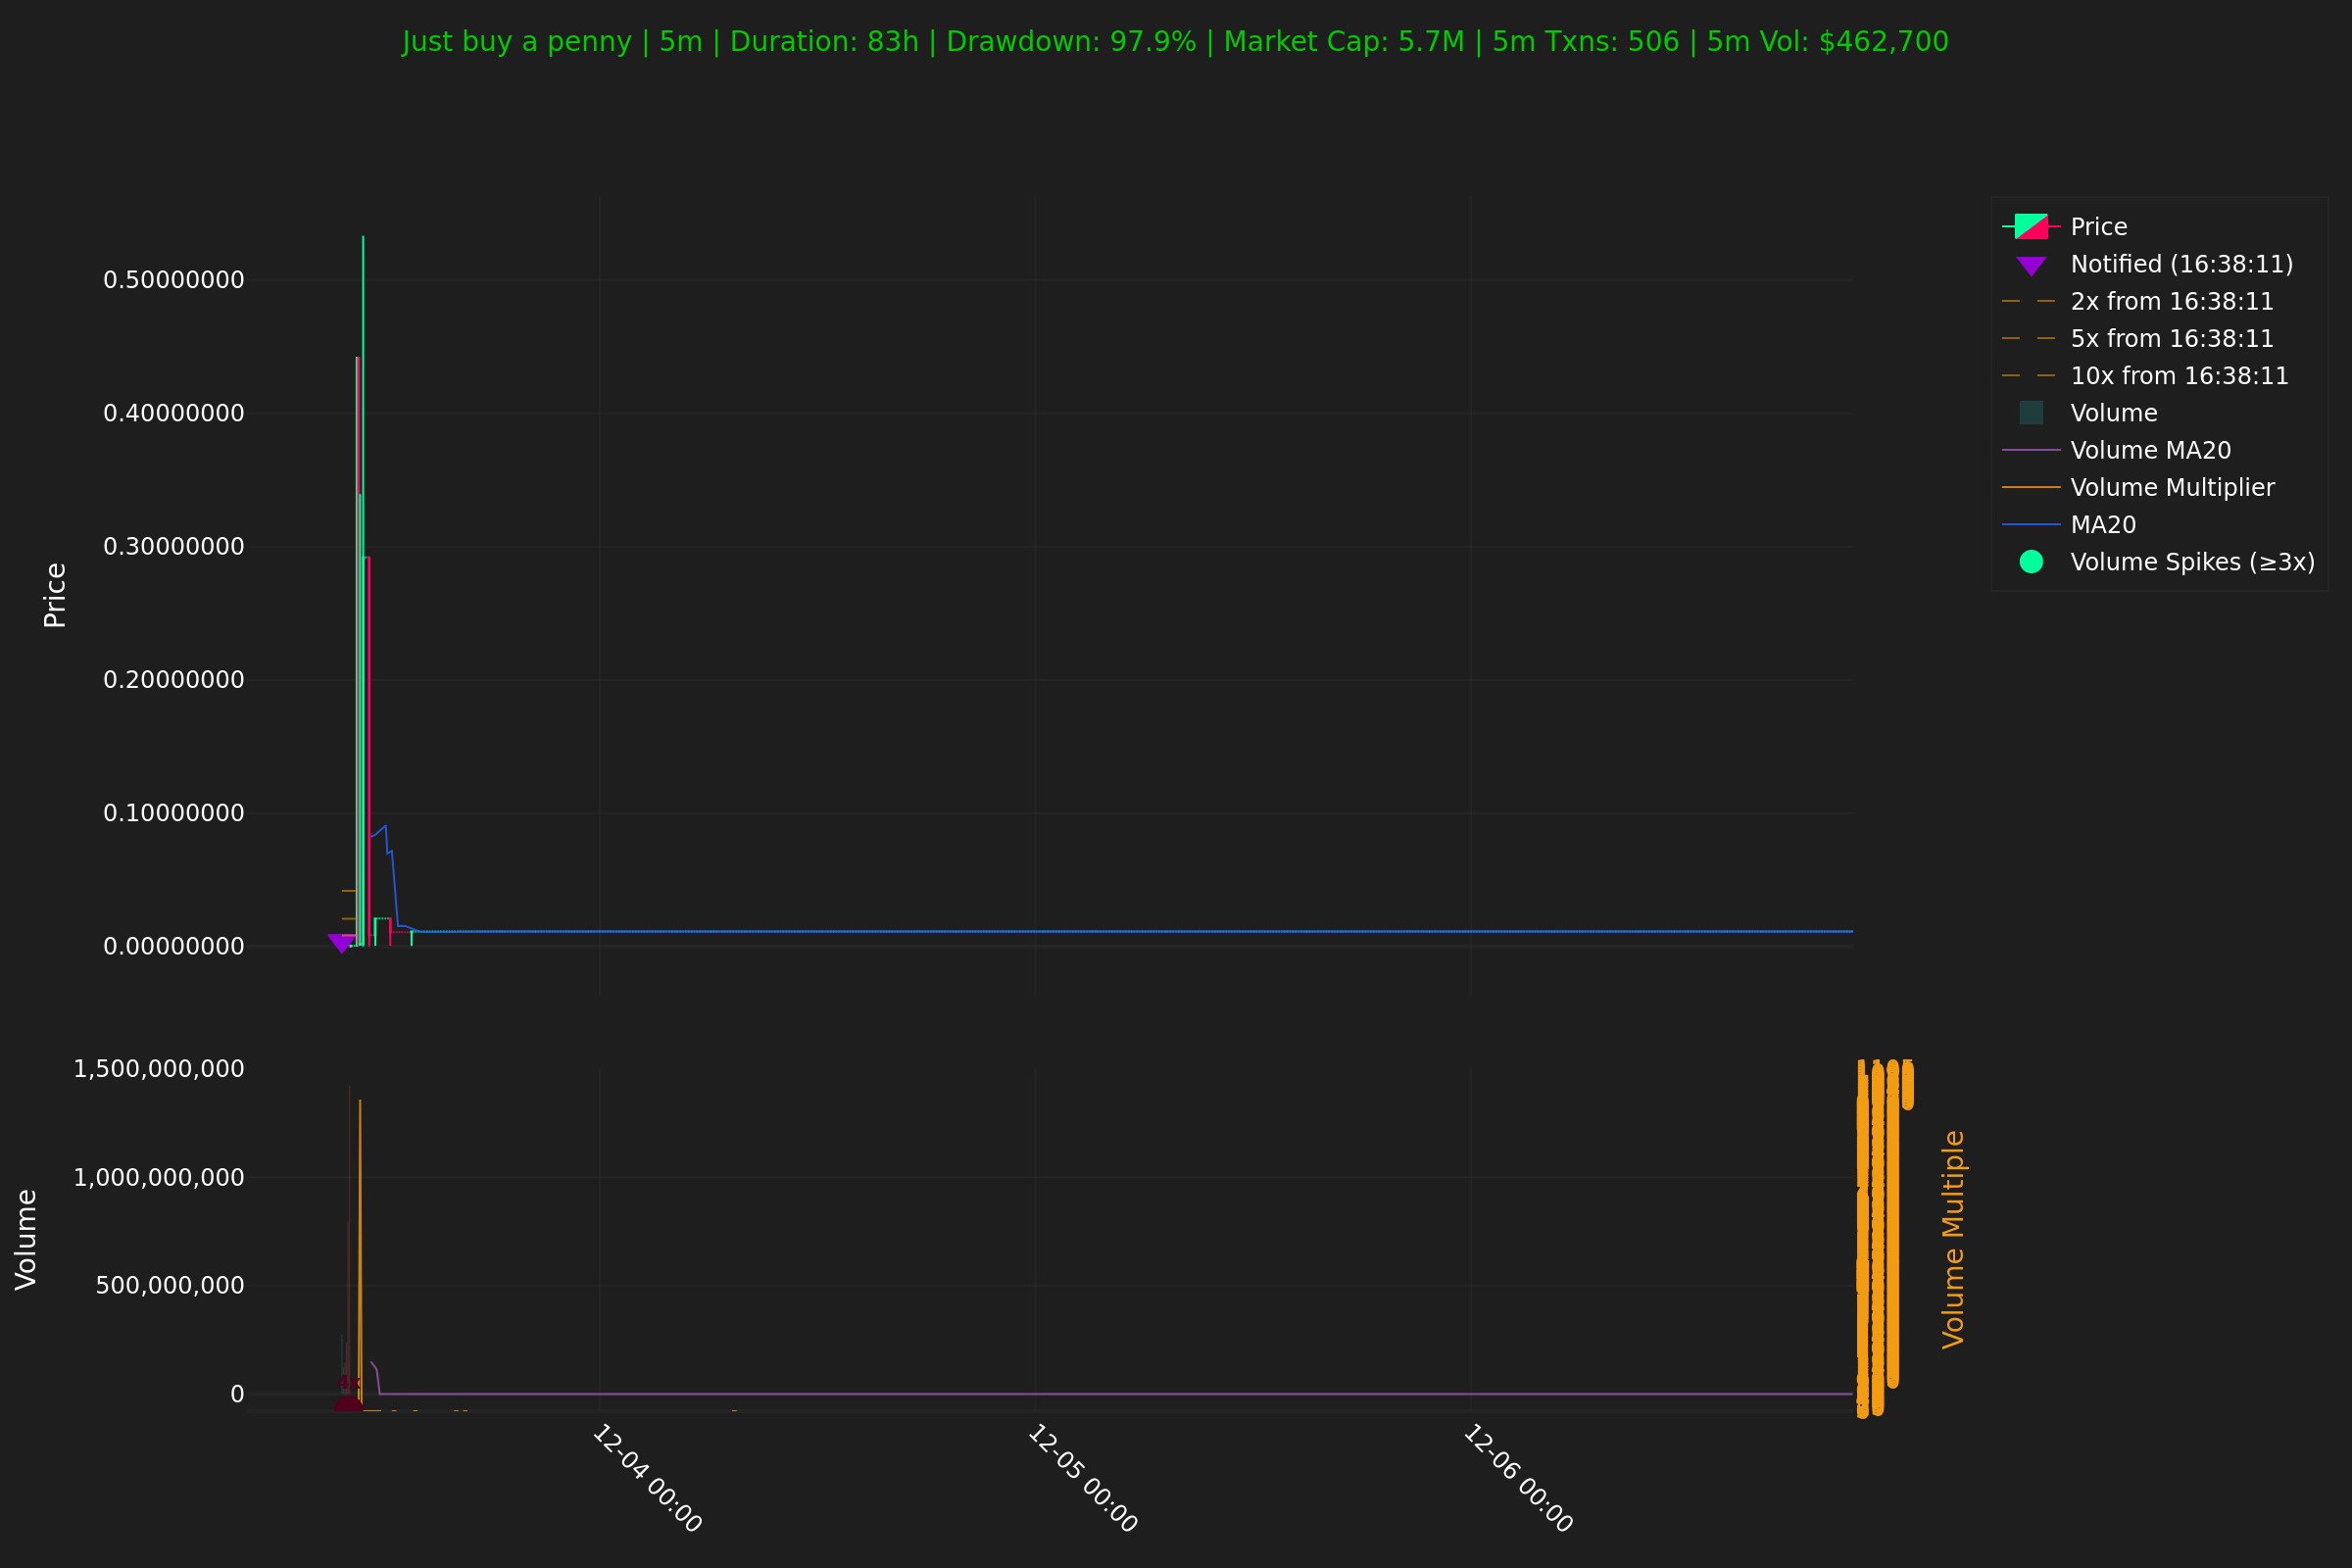 Just buy a penny | 5m | Duration: 83h | Drawdown: 97.9% | Market Cap: 5.7M | 5m Txns: 506 | 5m Vol: $462,700
Price
0.50000000
0.40000000
0.30000000
0.20000000
0.10000000
0.00000000
Price
Notified (16:38:11)
2x from 16:38:11
5x from 16:38:11
10x from 16:38:11
Volume
Volume MA20
Volume Multiplier
MA20
Volume Spikes (≥3x)
Volume
1,500,000,000
1,000,000,000
500,000,000
0
4x
Volume Multiple
12-04 00:00
12-05 00:00
12-06 00:00